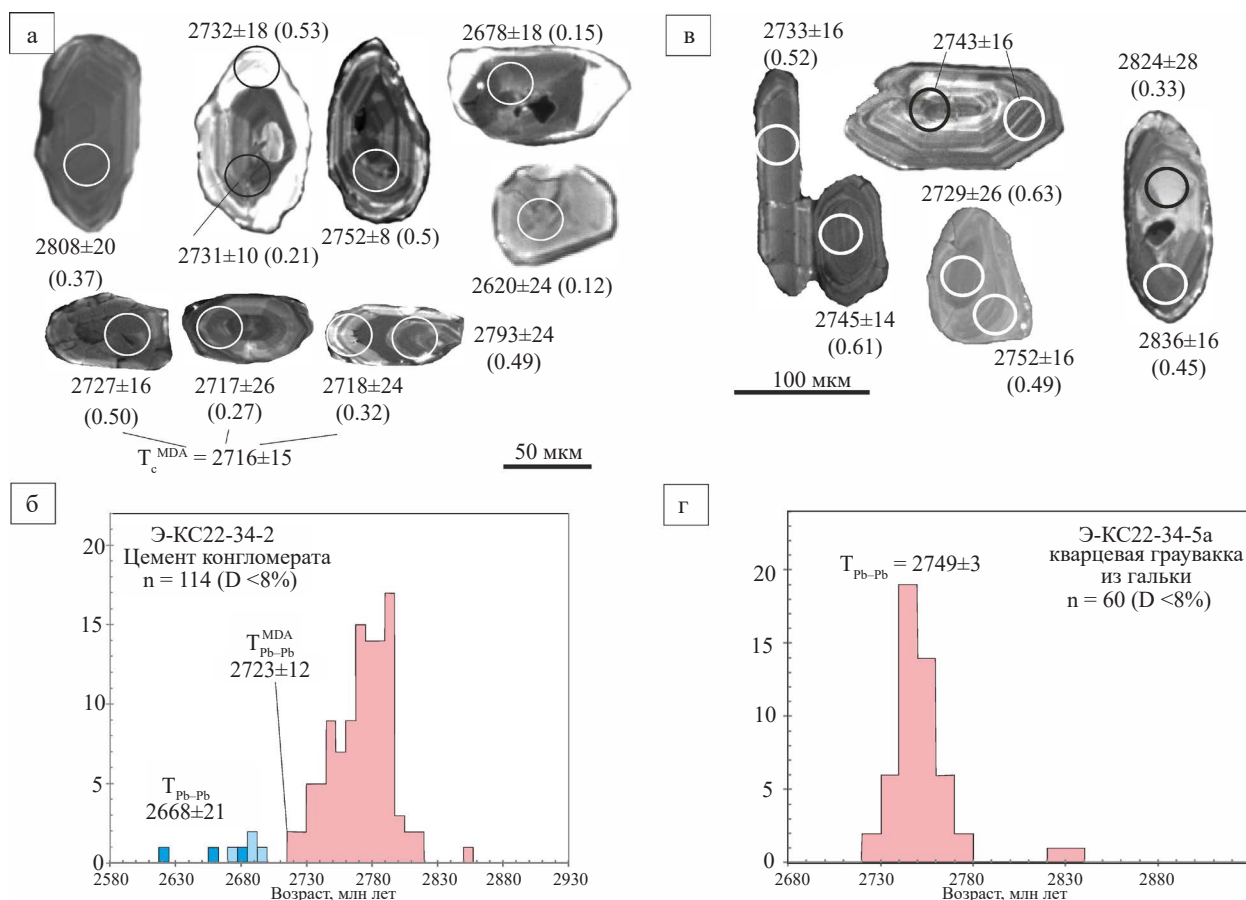 а
2732±18 (0.53)
2678±18 (0.15)
2808±20
(0.37)
2731±10 (0.21)
2752±8 (0.5)
2620±24 (0.12)
2727±16
(0.50)
2717±26
(0.27)
2718±24
(0.32)
2793±24
(0.49)
T_c^MDA = 2716±15
50 мкм
в
2733±16
(0.52)
2743±16
2824±28
(0.33)
2729±26 (0.63)
2745±14
(0.61)
2752±16
(0.49)
2836±16
(0.45)
100 мкм
б
Э-КС22-34-2
Цемент конгломерата
n = 114 (D <8%)
T_Pb–Pb^MDA
2723±12
T_Pb–Pb
2668±21
20
15
10
5
0
2580 2630 2680 2730 2780 2830 2880 2930
Возраст, млн лет
г
Э-КС22-34-5а
кварцевая граувакка
из гальки
n = 60 (D <8%)
T_Pb–Pb = 2749±3
20
15
10
5
0
2680 2730 2780 2830 2880
Возраст, млн лет